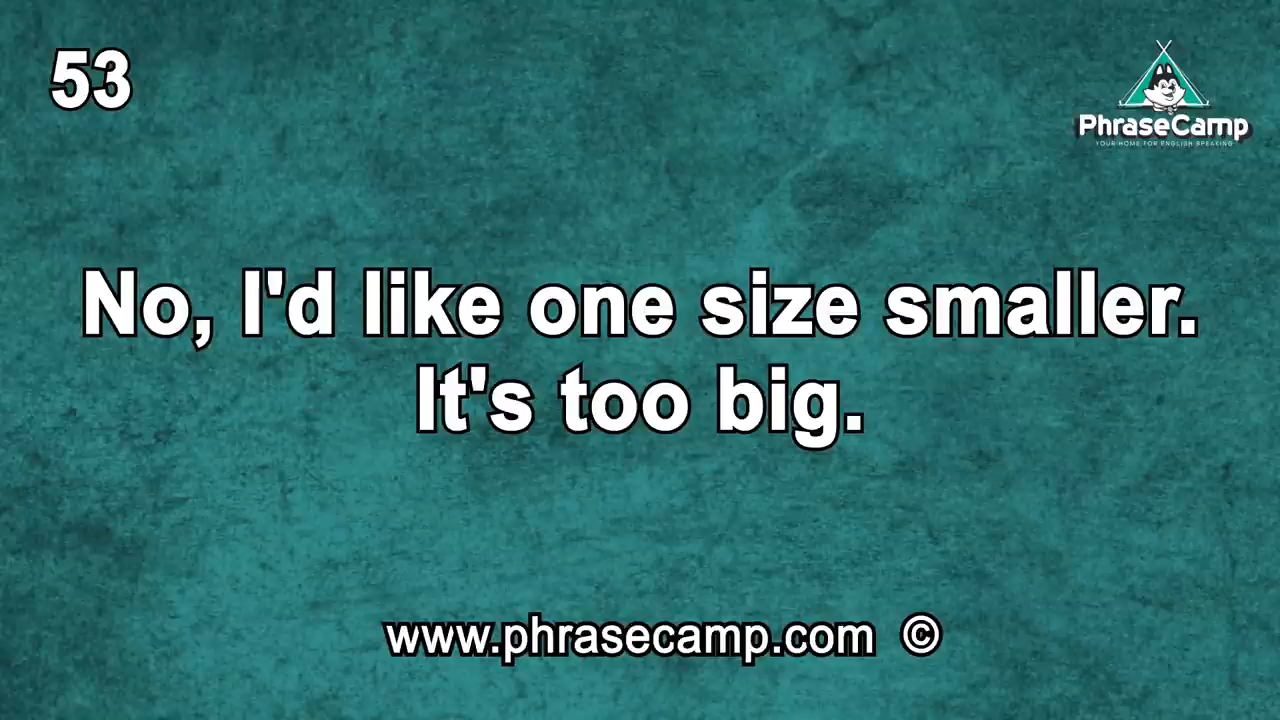 53
PhraseCamp
YOUR HOME FOR ENGLISH SPEAKING
No, I'd like one size smaller.
It's too big.
www.phrasecamp.com ©